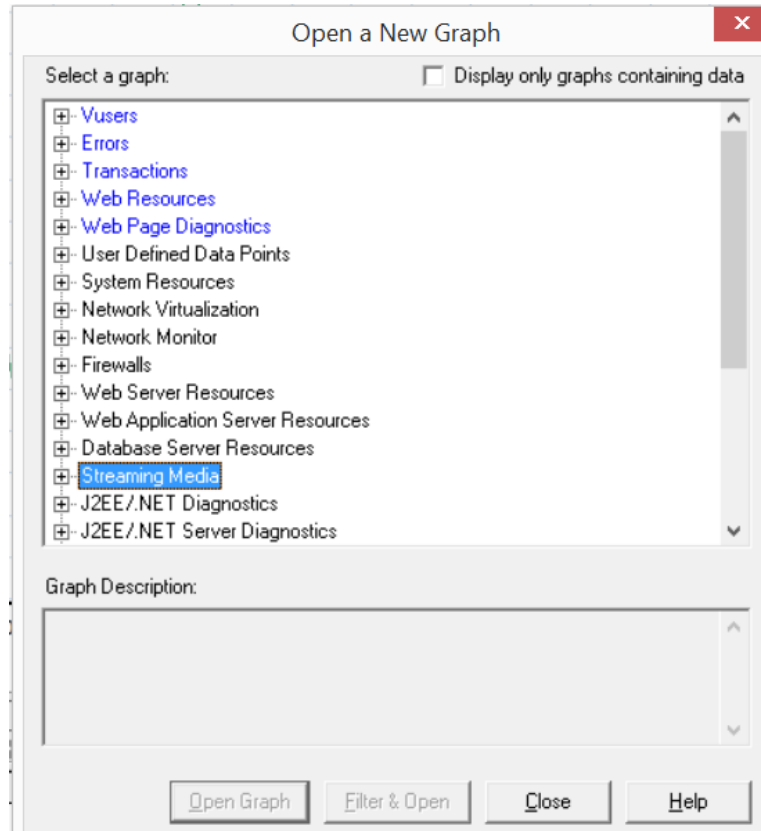 Open a New Graph
Select a graph: Display only graphs containing data
Vusers
Errors
Transactions
Web Resources
Web Page Diagnostics
User Defined Data Points
System Resources
Network Virtualization
Network Monitor
Firewalls
Web Server Resources
Web Application Server Resources
Database Server Resources
Streaming Media
J2EE/.NET Diagnostics
J2EE/.NET Server Diagnostics
Graph Description:
Open Graph Filter & Open Close Help